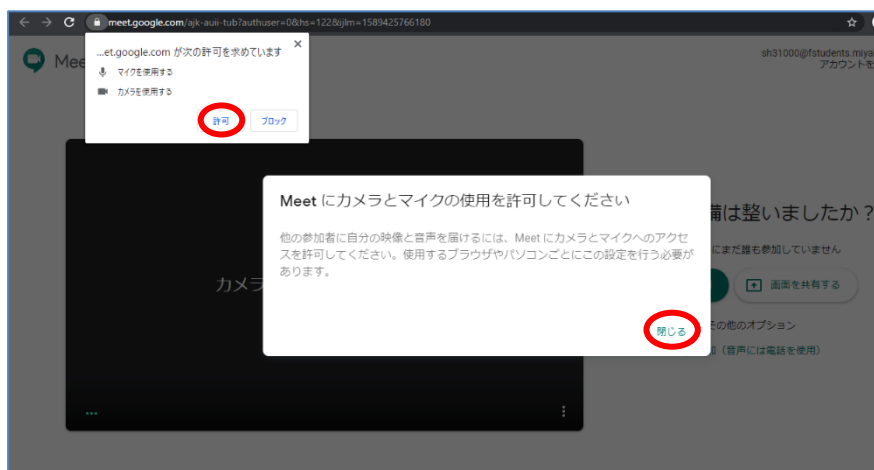 meet.google.com/ajk-auii-tub?authuser=0&hs=122&ijlm=1589425766180
...et.google.com が次の許可を求めています
マイクを使用する
カメラを使用する
許可 ブロック
Mee
sh31000@fstudents.miya
アカウントを
Meet にカメラとマイクの使用を許可してください
他の参加者に自分の映像と音声を届けるには、Meet にカメラとマイクへのアクセ
スを許可してください。使用するブラウザやパソコンごとにこの設定を行う必要が
あります。
閉じる
カメラ
備は整いましたか?
にまだ誰も参加していません
画面を共有する
その他のオプション
(音声には電話を使用)